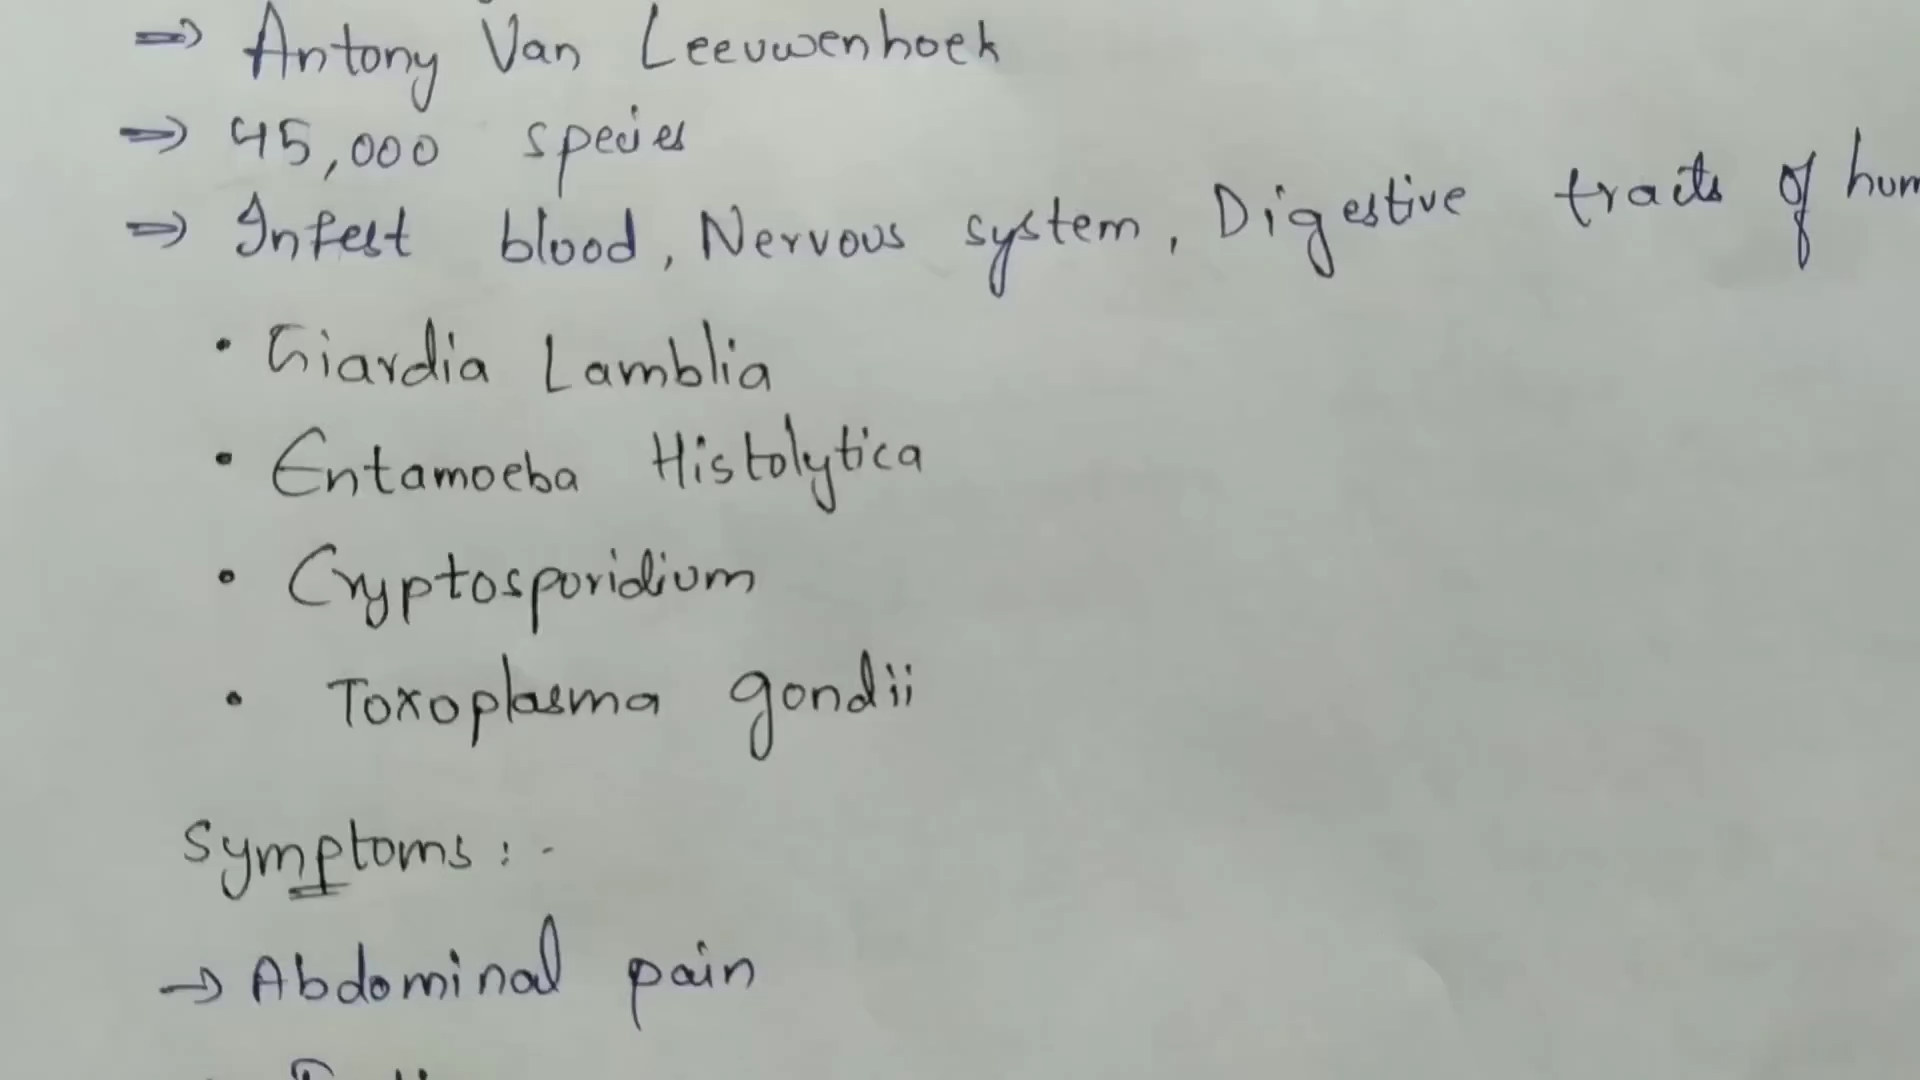 ⇒ Antony Van Leeuwenhoek
⇒ 45,000 species
⇒ Infest blood, Nervous system, Digestive tracts of hum
• Giardia Lamblia
• Entamoeba Histolytica
• Cryptosporidium
• Toxoplasma gondii
Symptoms :-
→ Abdominal pain